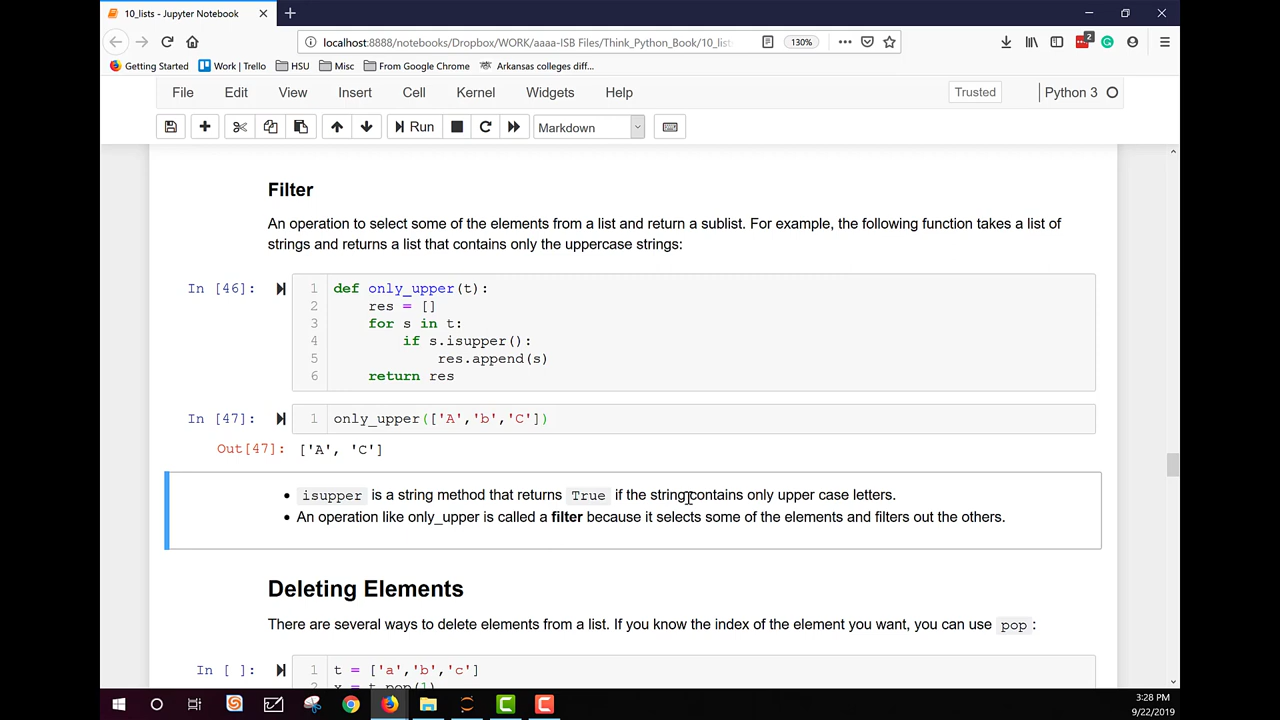 10_lists - Jupyter Notebook
localhost:8888/notebooks/Dropbox/WORK/aaaa-ISB Files/Think_Python_Book/10_lists
130%
2
Getting Started Work | Trello HSU Misc From Google Chrome Arkansas colleges diff...
File Edit View Insert Cell Kernel Widgets Help Trusted Python 3
Run Markdown
Filter
An operation to select some of the elements from a list and return a sublist. For example, the following function takes a list of
strings and returns a list that contains only the uppercase strings:
In [46]: 1 def only_upper(t):
2 res = []
3 for s in t:
4 if s.isupper():
5 res.append(s)
6 return res
In [47]: 1 only_upper(['A','b','C'])
Out[47]: ['A', 'C']
• isupper is a string method that returns True if the string contains only upper case letters.
• An operation like only_upper is called a filter because it selects some of the elements and filters out the others.
Deleting Elements
There are several ways to delete elements from a list. If you know the index of the element you want, you can use pop :
In [ ]: 1 t = ['a','b','c']
2 x = t.pop(1)
3:28 PM
9/22/2019